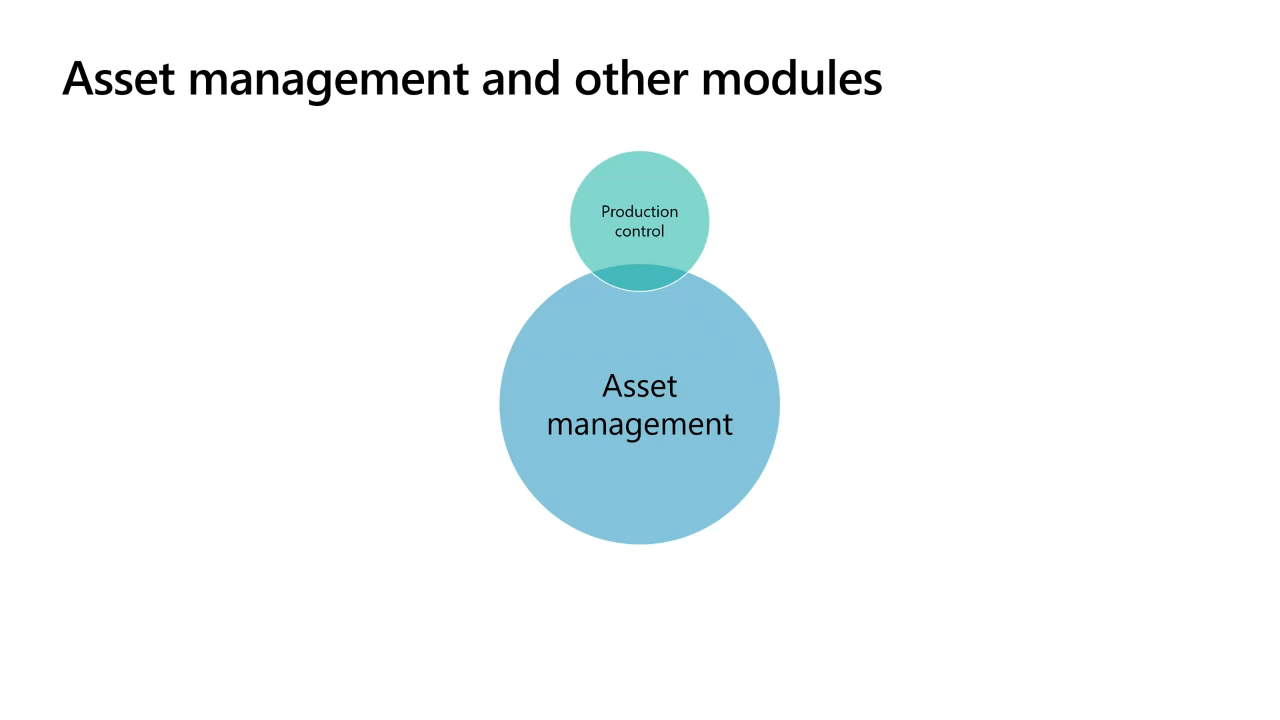 Asset management and other modules
Production
control
Asset
management